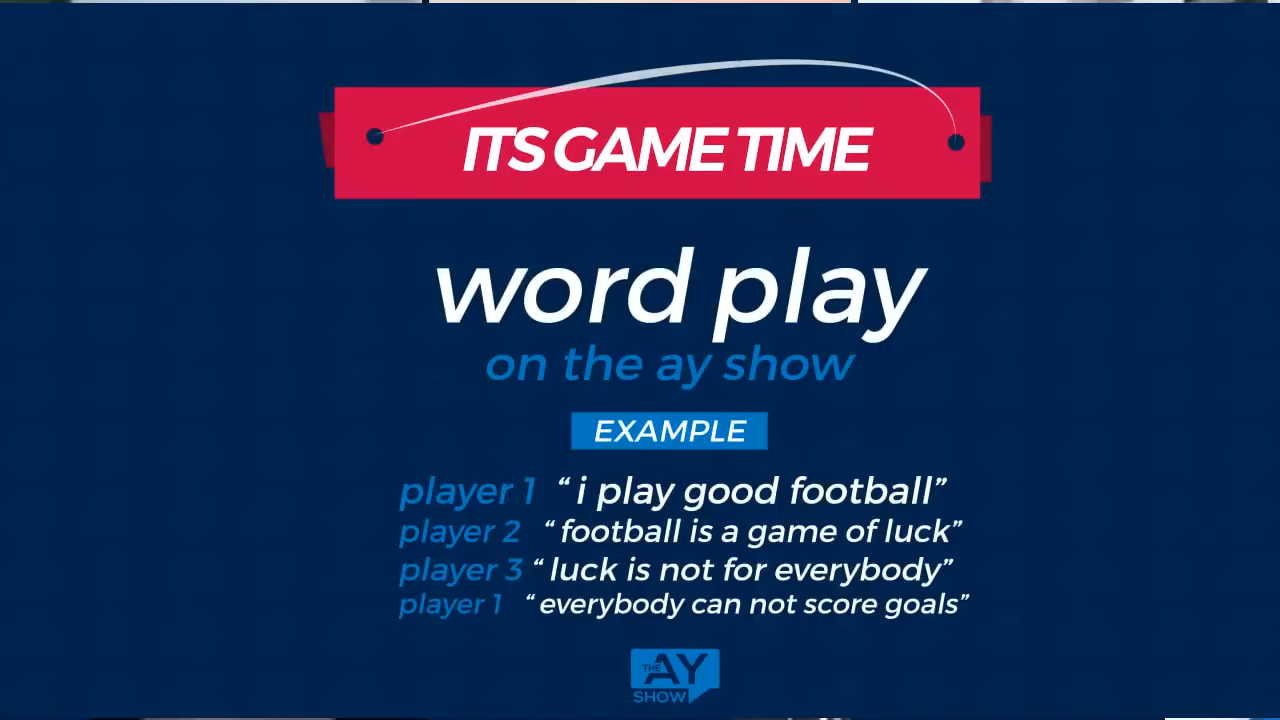 ITS GAME TIME
word play
on the ay show
EXAMPLE
player 1 “ i play good football”
player 2 “ football is a game of luck”
player 3 “ luck is not for everybody”
player 1 “ everybody can not score goals”
THE AY
SHOW